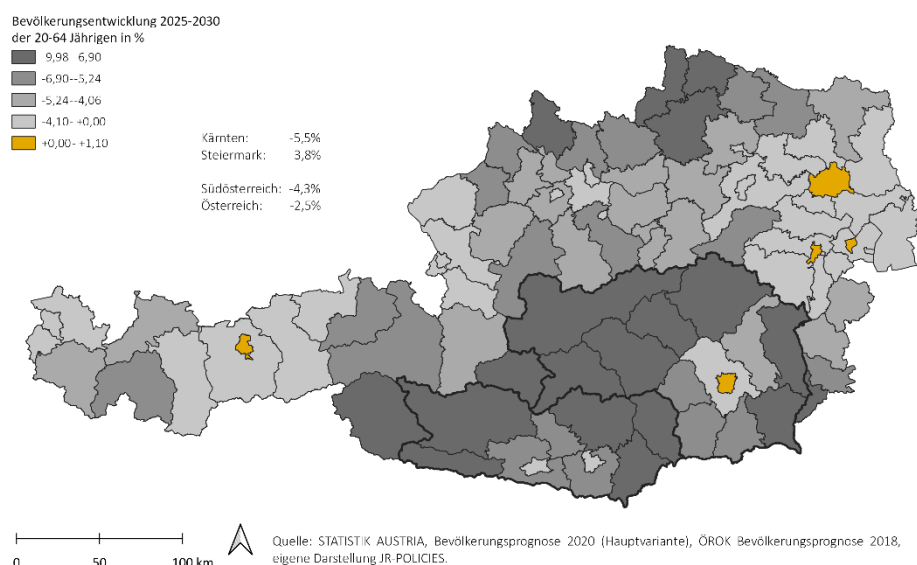 Bevölkerungsentwicklung 2025-2030
der 20-64 Jährigen in %
9,98 6,90
-6,90--5,24
-5,24--4,06
-4,10- +0,00
+0,00- +1,10
Kärnten: -5,5%
Steiermark: 3,8%
Südösterreich: -4,3%
Österreich: -2,5%
0 50 100 km
Quelle: STATISTIK AUSTRIA, Bevölkerungsprognose 2020 (Hauptvariante), ÖROK Bevölkerungsprognose 2018,
eigene Darstellung JR-POLICIES.